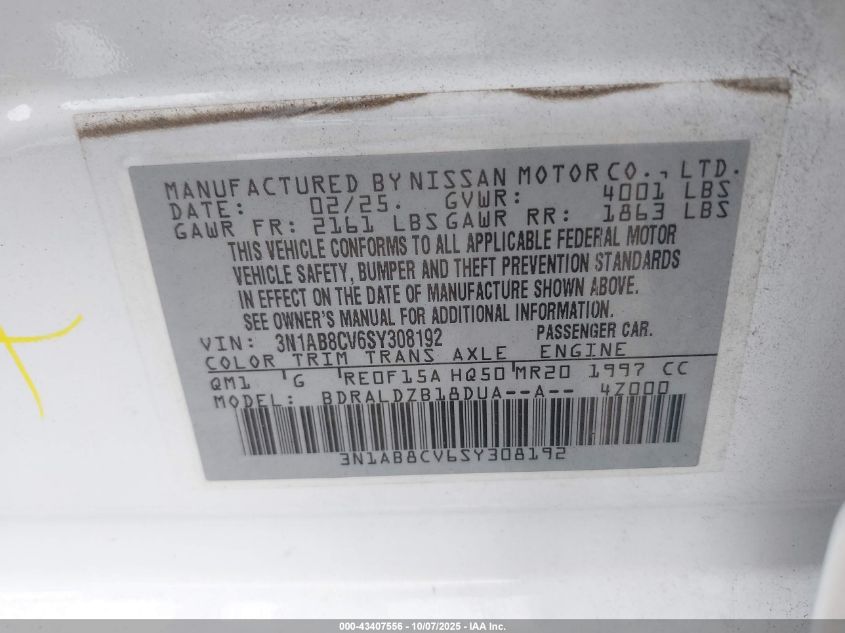 MANUFACTURED BY NISSAN MOTOR CO., LTD.
DATE: 02/25. GVWR: 4001 LBS
GAWR FR: 2161 LBS GAWR RR: 1863 LBS
THIS VEHICLE CONFORMS TO ALL APPLICABLE FEDERAL MOTOR
VEHICLE SAFETY, BUMPER AND THEFT PREVENTION STANDARDS
IN EFFECT ON THE DATE OF MANUFACTURE SHOWN ABOVE.
SEE OWNER'S MANUAL FOR ADDITIONAL INFORMATION.
VIN: 3N1AB8CV6SY308192 PASSENGER CAR.
COLOR TRIM TRANS AXLE ENGINE
QM1 G RE0F15A HQ50 MR20 1997 CC
MODEL: BDRALDZB18DUA--A-- 4Z000
3N1AB8CV6SY308192
000-43407556 - 10/07/2025 - IAA Inc.